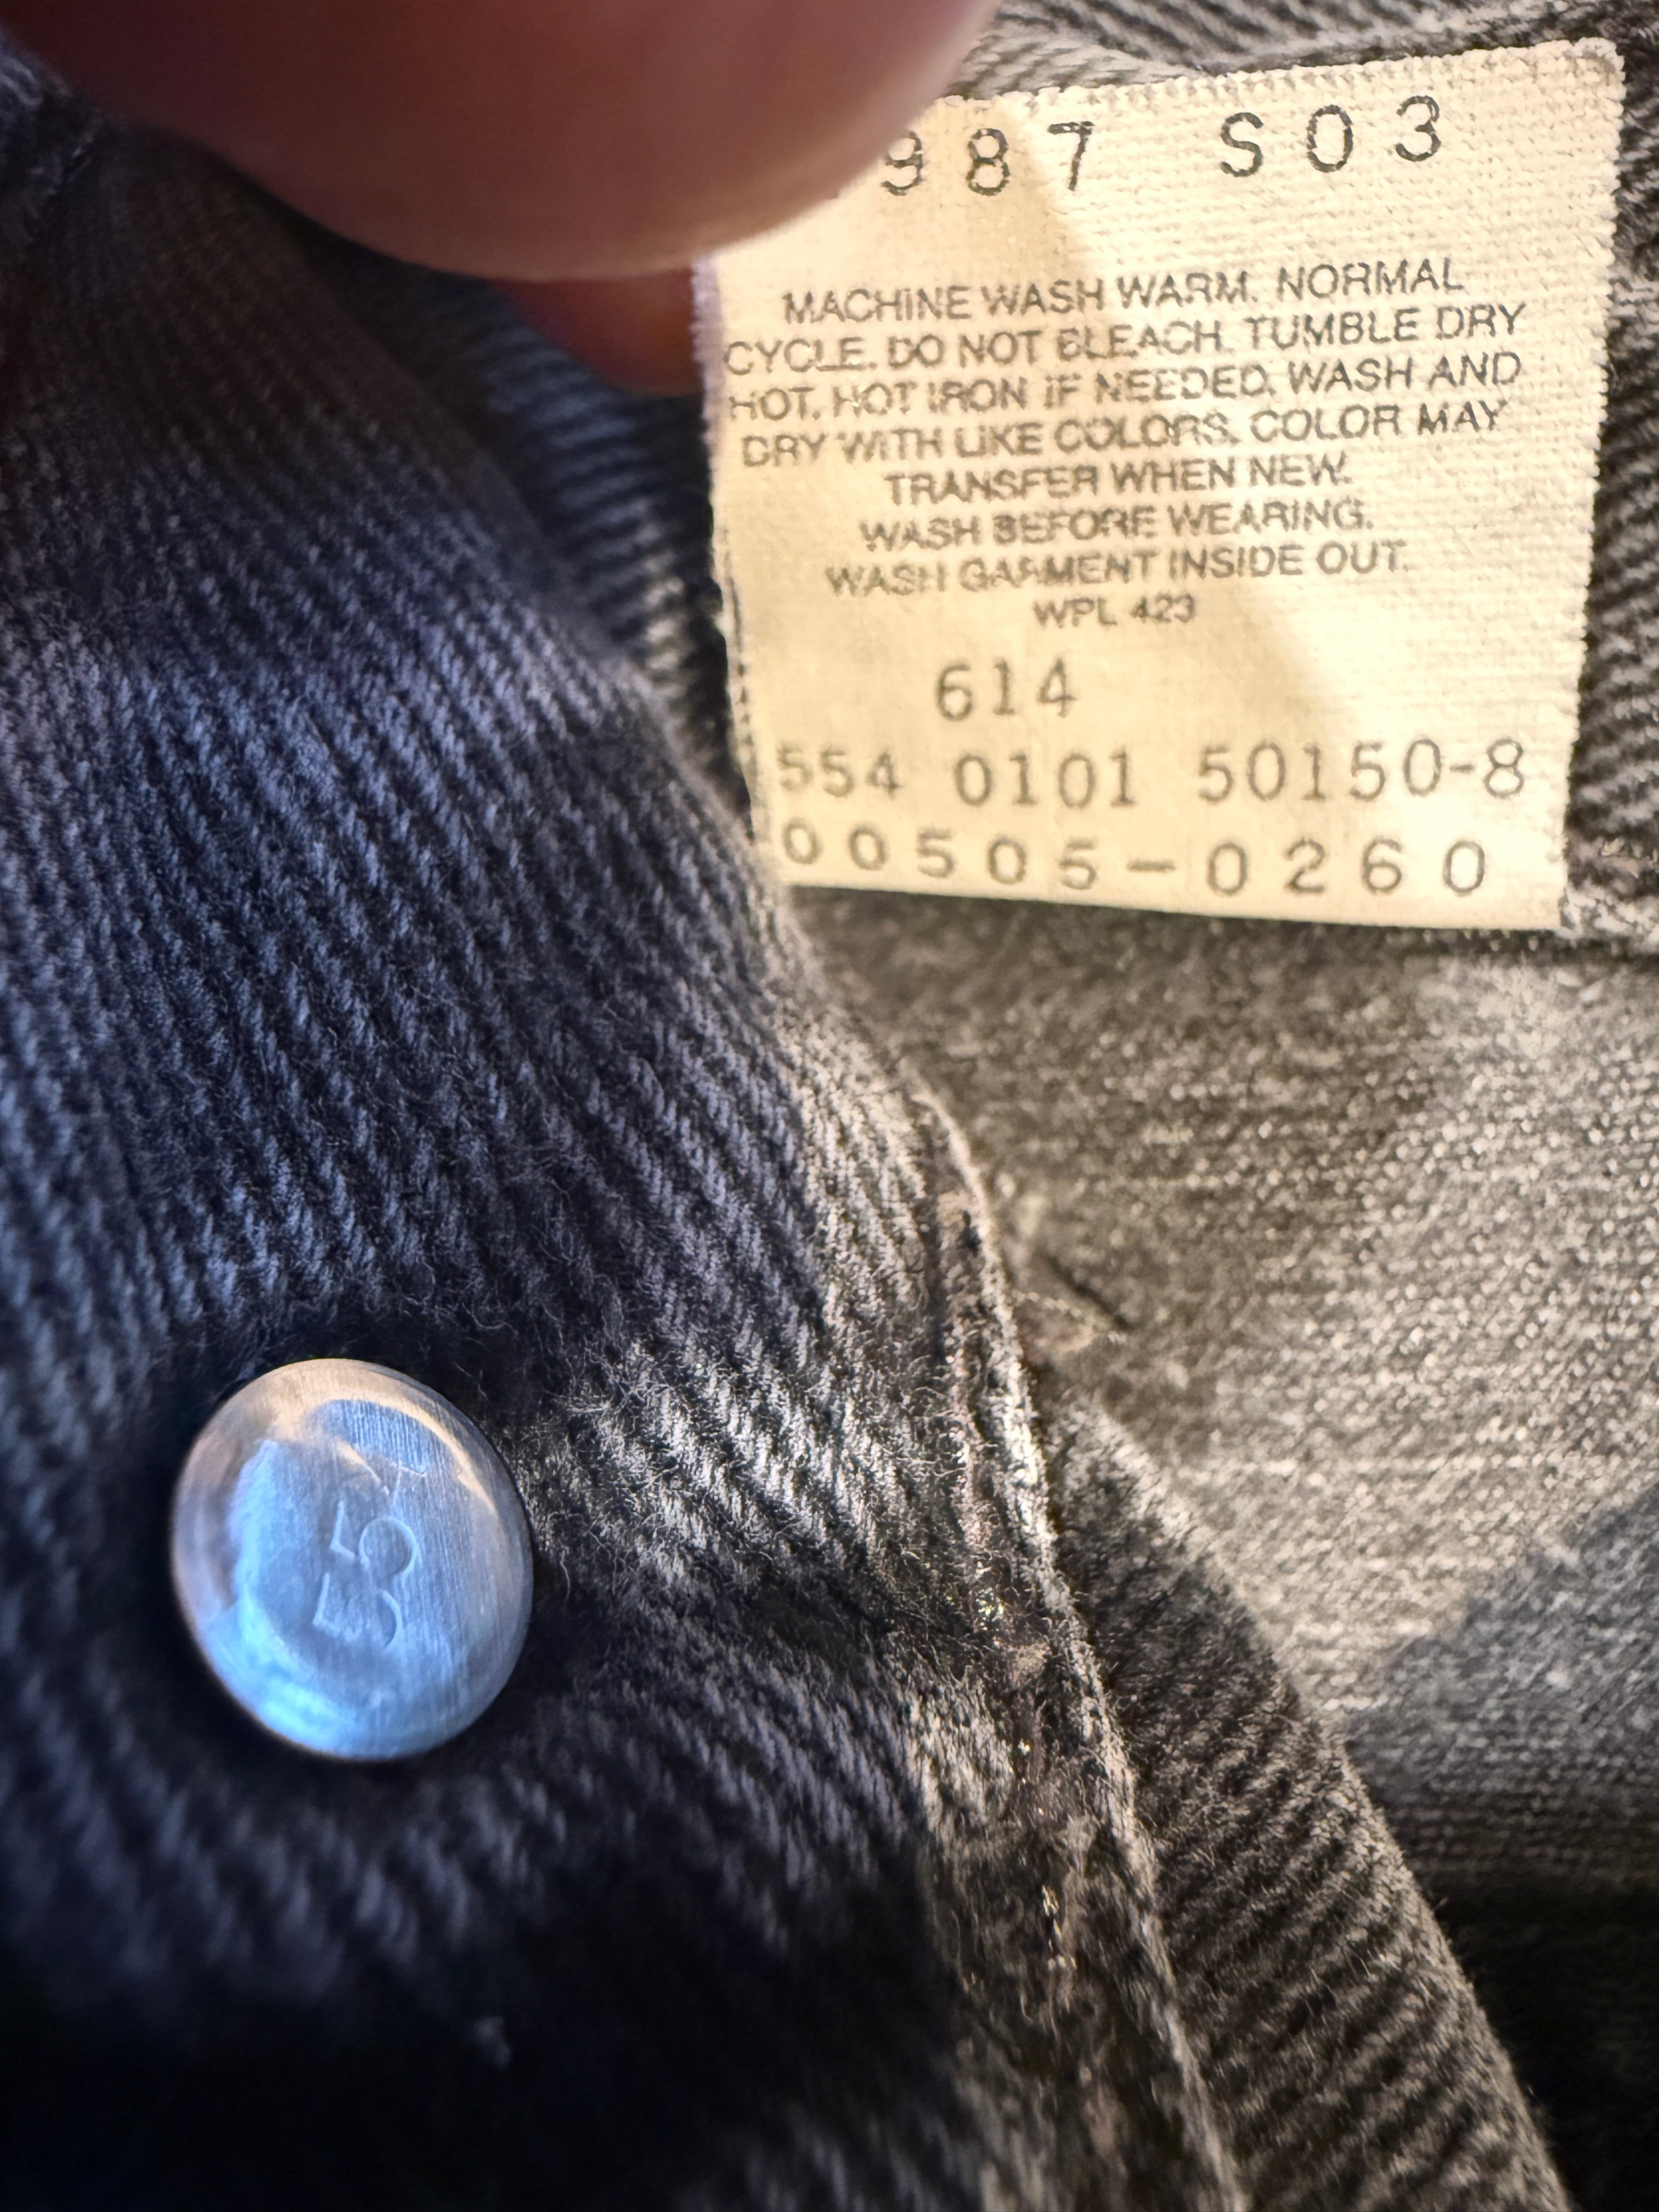 987 S03
MACHINE WASH WARM. NORMAL
CYCLE. DO NOT BLEACH. TUMBLE DRY
HOT. HOT IRON IF NEEDED. WASH AND
DRY WITH LIKE COLORS. COLOR MAY
TRANSFER WHEN NEW.
WASH BEFORE WEARING.
WASH GARMENT INSIDE OUT.
WPL 423
614
554 0101 50150-8
00505-0260